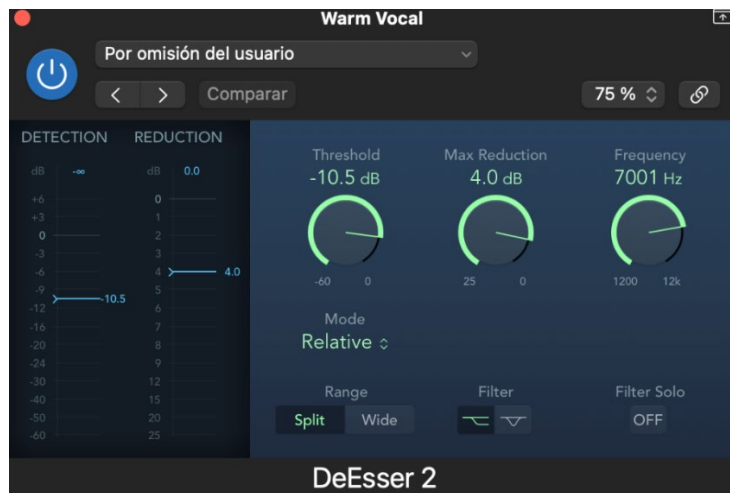 Warm Vocal
Por omisión del usuario
Comparar
75 %
DETECTION REDUCTION
dB -∞ dB 0.0
Threshold Max Reduction Frequency
-10.5 dB 4.0 dB 7001 Hz
+6 0
+3 1
0 2
-3 3
-6 4 4.0
-9 5
-10.5
-12 6
-16 7
-20 8
-24 9
-30 12
-40 15
-50 20
-60 25
-60 0 25 0 1200 12k
Mode
Relative
Range Filter Filter Solo
Split Wide OFF
DeEsser 2